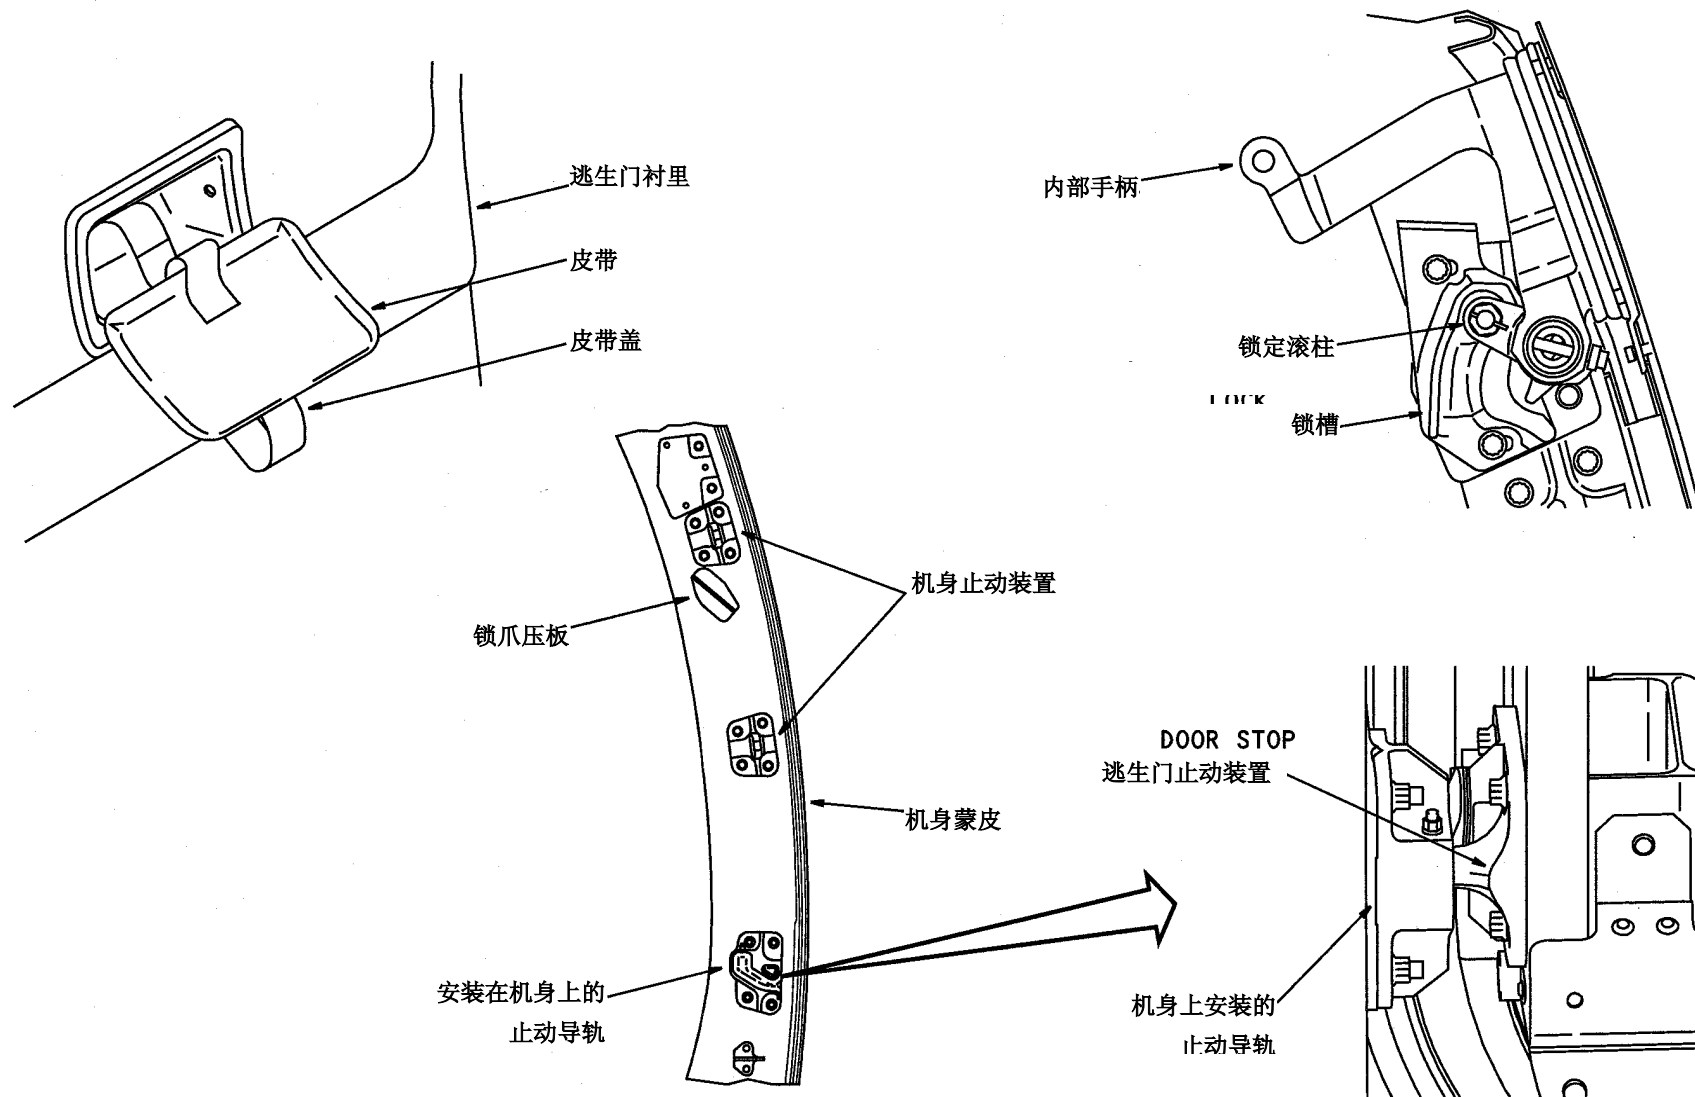 逃生门衬里
皮带
皮带盖
内部手柄
锁定滚柱
LOCK
锁槽
机身止动装置
锁爪压板
机身蒙皮
安装在机身上的
止动导轨
DOOR STOP
逃生门止动装置
机身上安装的
止动导轨